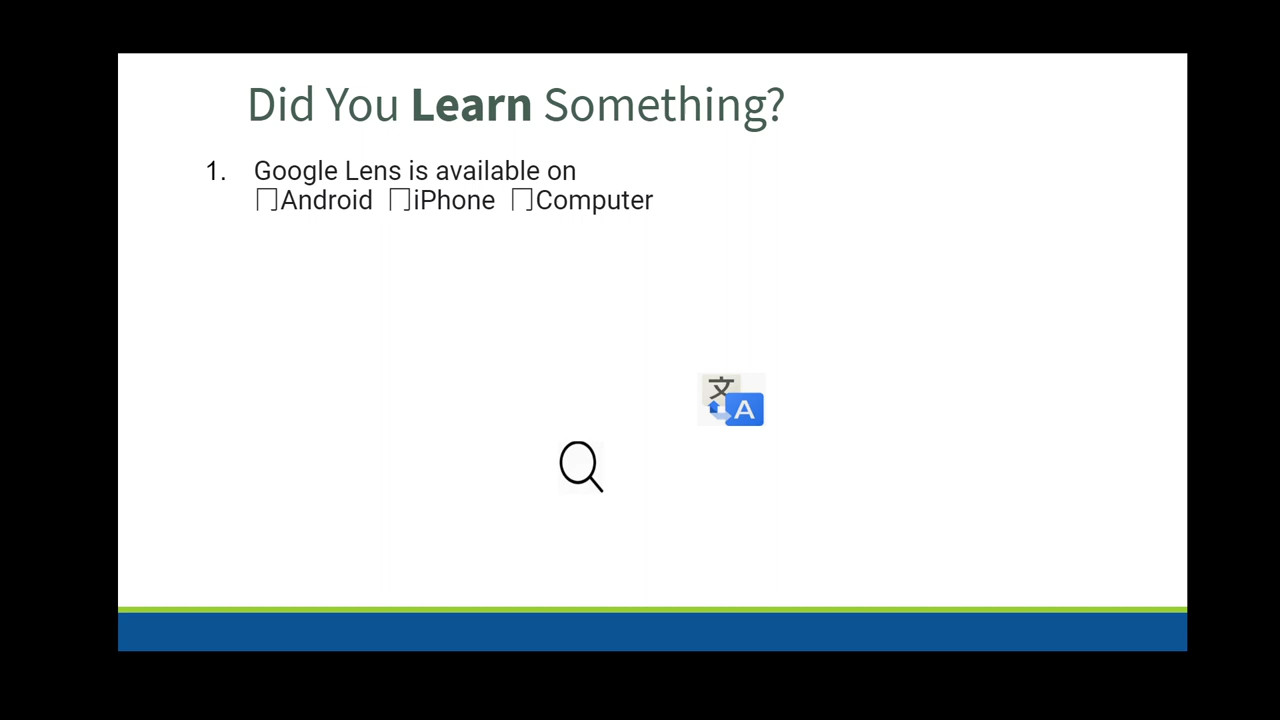 Did You Learn Something?
1. Google Lens is available on
☐Android ☐iPhone ☐Computer
文
A